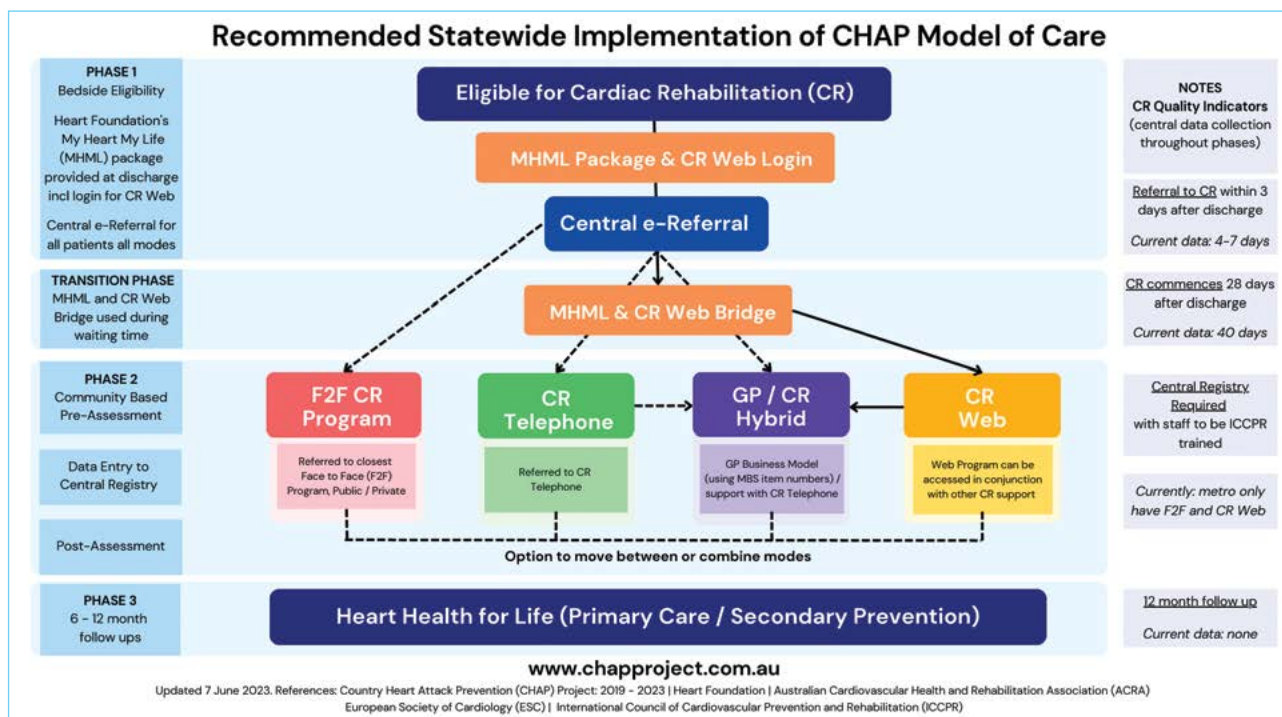 Recommended Statewide Implementation of CHAP Model of Care
PHASE 1
Bedside Eligibility
Heart Foundation's
My Heart My Life
(MHML) package
provided at discharge
incl login for CR Web
Central e-Referral for
all patients all modes
Eligible for Cardiac Rehabilitation (CR)
MHML Package & CR Web Login
Central e-Referral
NOTES
CR Quality Indicators
(central data collection
throughout phases)
Referral to CR within 3
days after discharge
Current data: 4-7 days
TRANSITION PHASE
MHML and CR Web
Bridge used during
waiting time
MHML & CR Web Bridge
CR commences 28 days
after discharge
Current data: 40 days
PHASE 2
Community Based
Pre-Assessment
Data Entry to
Central Registry
Post-Assessment
F2F CR
Program
Referred to closest
Face to Face (F2F)
Program, Public / Private
CR
Telephone
Referred to CR
Telephone
GP / CR
Hybrid
GP Business Model
(using MBS item numbers) /
support with CR Telephone
CR
Web
Web Program can be
accessed in conjunction
with other CR support
Option to move between or combine modes
Central Registry
Required
with staff to be ICCPR
trained
Currently: metro only
have F2F and CR Web
PHASE 3
6 - 12 month
follow ups
Heart Health for Life (Primary Care / Secondary Prevention)
12 month follow up
Current data: none
www.chapproject.com.au
Updated 7 June 2023. References: Country Heart Attack Prevention (CHAP) Project: 2019 - 2023 | Heart Foundation | Australian Cardiovascular Health and Rehabilitation Association (ACRA)
European Society of Cardiology (ESC) | International Council of Cardiovascular Prevention and Rehabilitation (ICCPR)